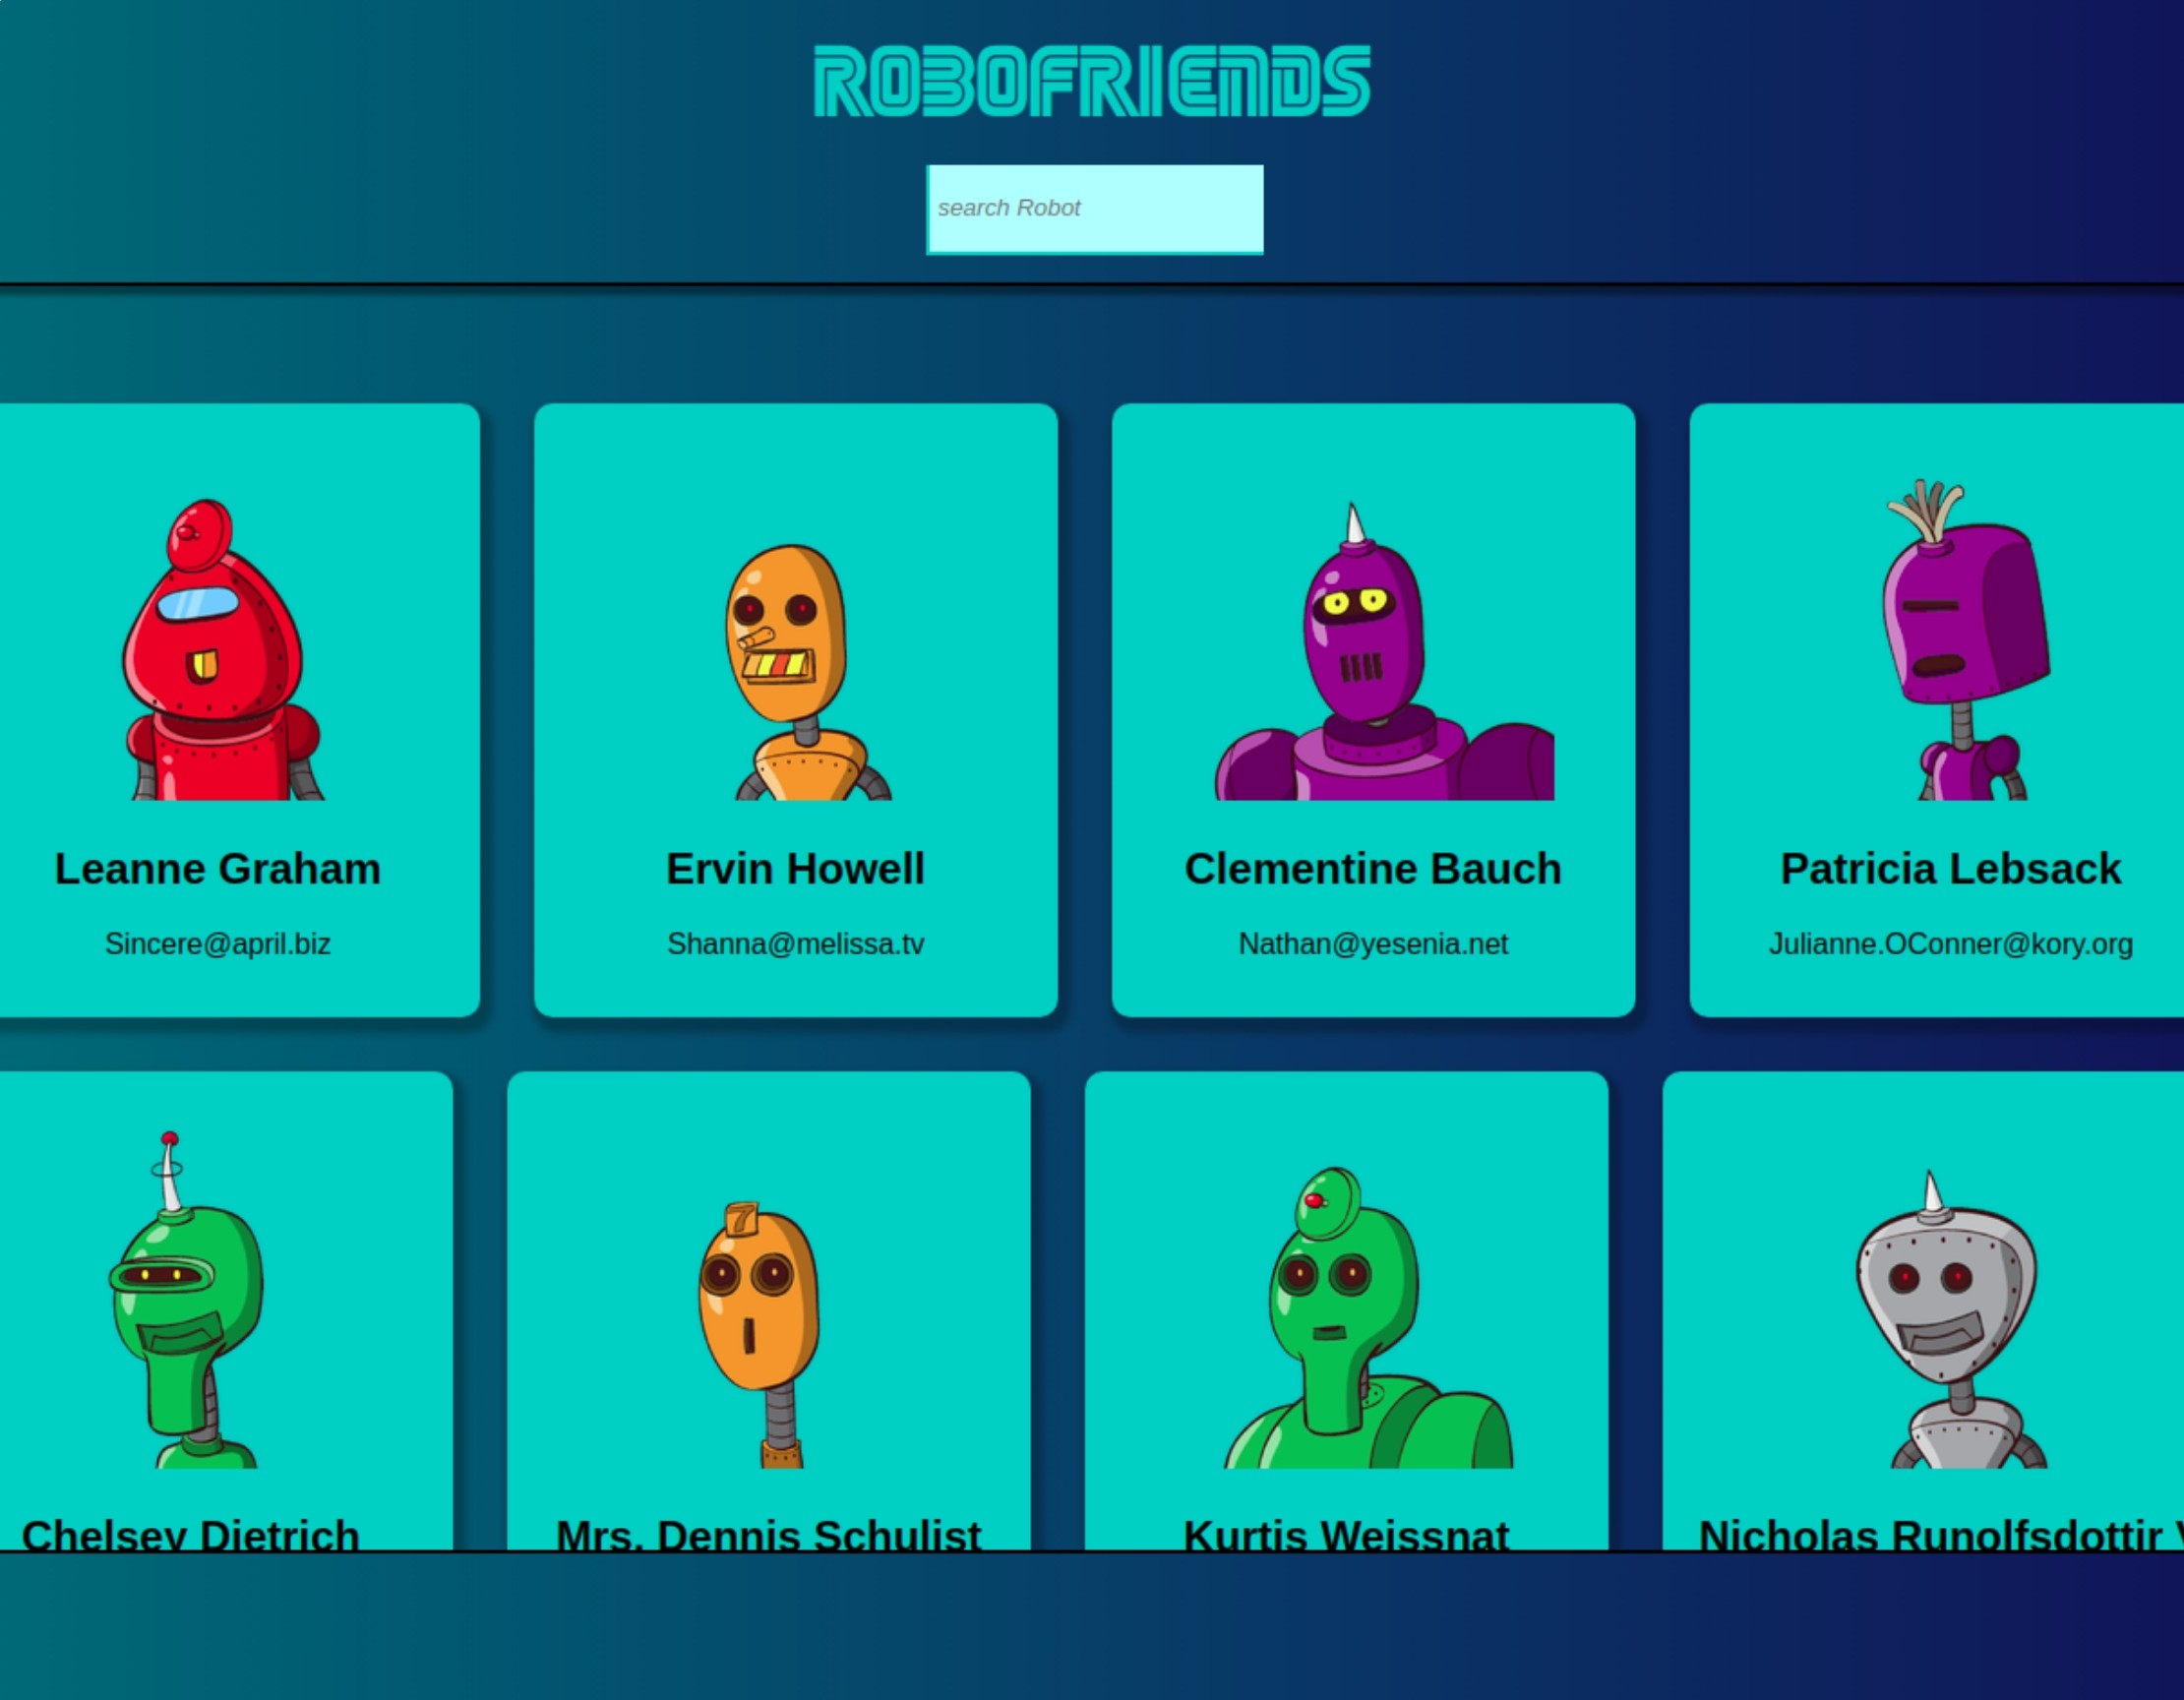 ROBOFRIENDS
search Robot
Leanne Graham
Sincere@april.biz
Ervin Howell
Shanna@melissa.tv
Clementine Bauch
Nathan@yesenia.net
Patricia Lebsack
Julianne.OConner@kory.org
7
Chelsey Dietrich
Mrs. Dennis Schulist
Kurtis Weissnat
Nicholas Runolfsdottir V